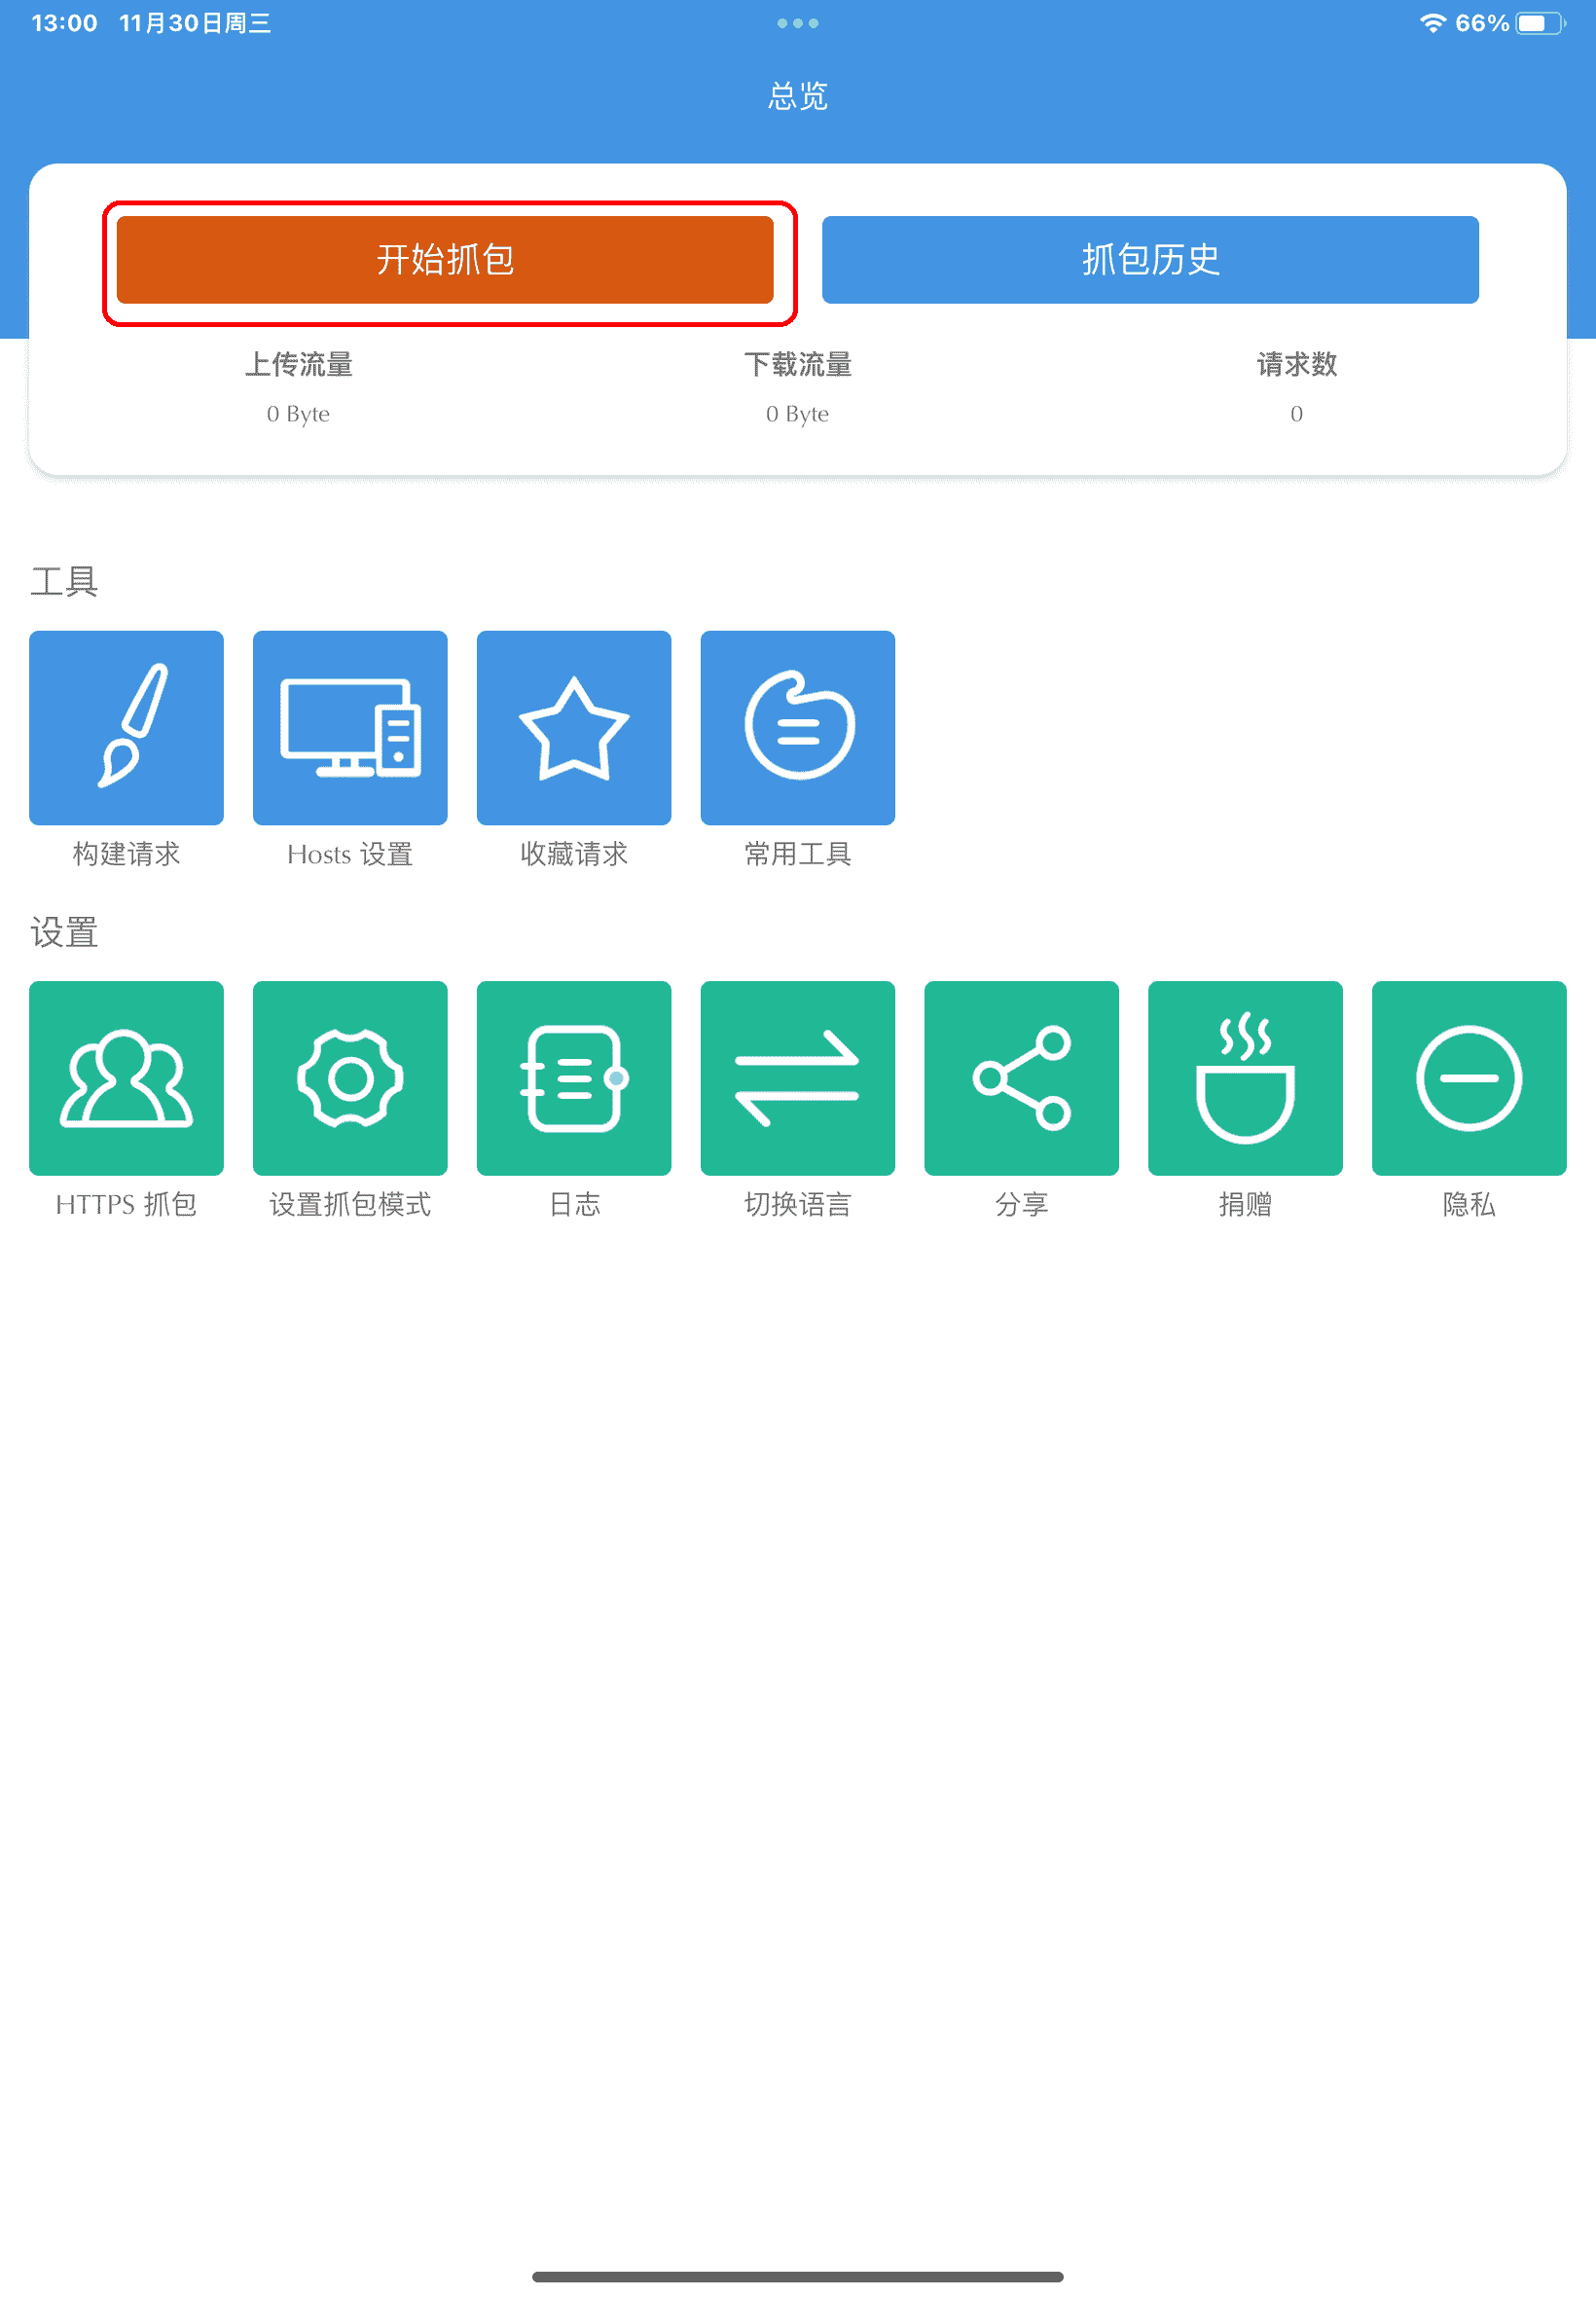 13:00 11月30日周三 66%
总览
开始抓包 抓包历史
上传流量 下载流量 请求数
0 Byte 0 Byte 0
工具
构建请求 Hosts 设置 收藏请求 常用工具
设置
HTTPS 抓包 设置抓包模式 日志 切换语言 分享 捐赠 隐私